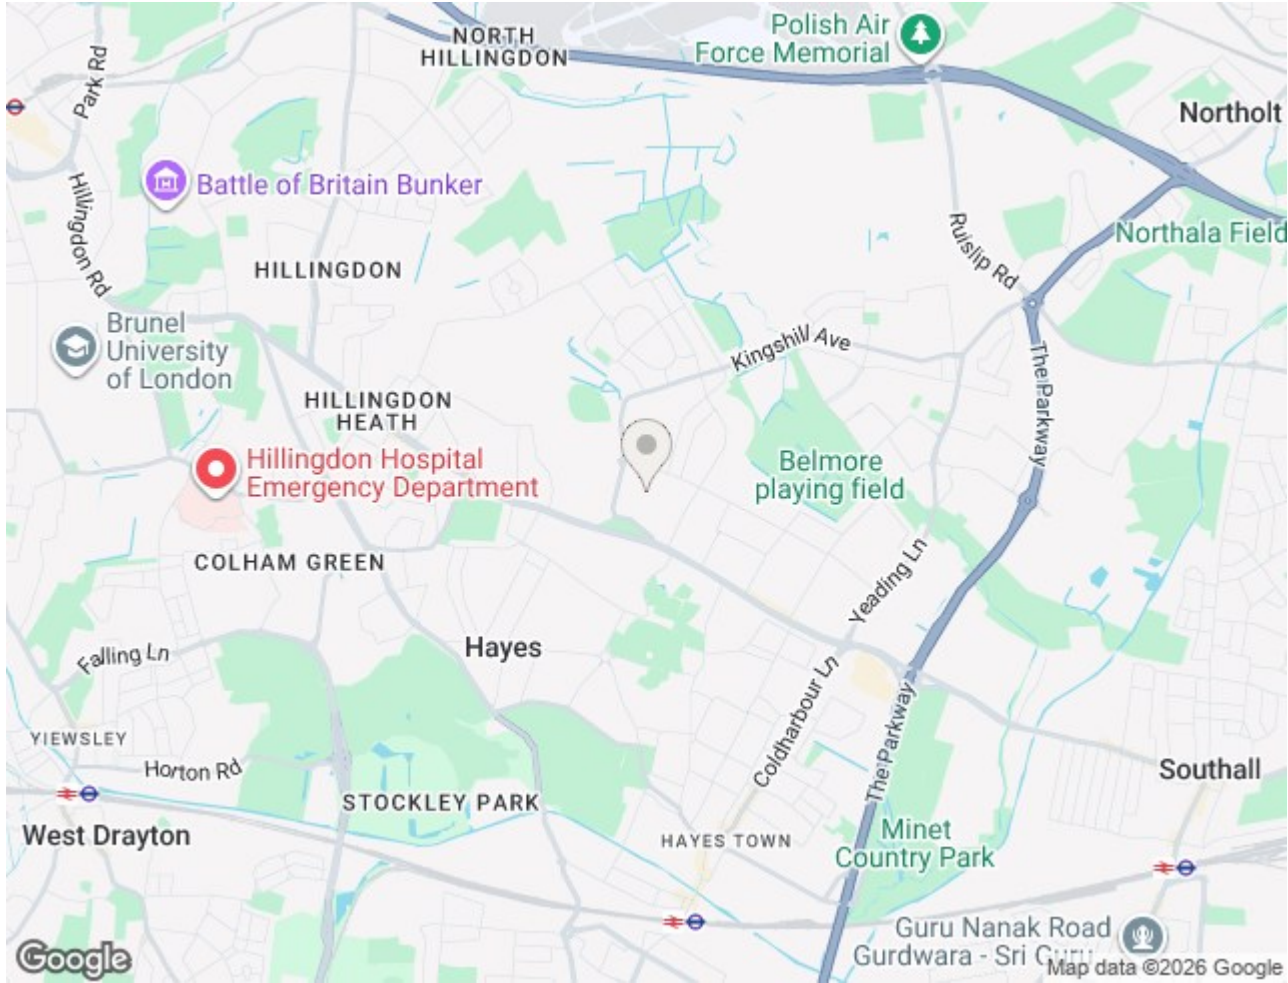 NORTH
HILLINGDON
Polish Air
Force Memorial
Park Rd
Northolt
Battle of Britain Bunker
Hillingdon Rd
Ruislip Rd
Northala Field
HILLINGDON
Brunel
University
of London
Kingshill Ave
The Parkway
HILLINGDON
HEATH
Hillingdon Hospital
Emergency Department
Belmore
playing field
COLHAM GREEN
Yeading Ln
Hayes
Falling Ln
Coldharbour Ln
The Parkway
YIEWSLEY
Horton Rd
Southall
STOCKLEY PARK
West Drayton
HAYES TOWN
Minet
Country Park
Guru Nanak Road
Gurdwara - Sri Guru
Google
Map data ©2026 Google